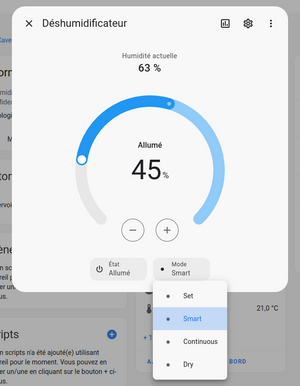 Déshumidificateur
Humidité actuelle
63 %
Allumé
45 %
État
Allumé
Mode
Smart
Set
Smart
Continuous
Dry
21,0 °C
BORD
n scripts n'a été ajouté(e) utilisant
reil pour le moment. Vous pouvez en
er un/une en cliquant sur le bouton + ci-
us.